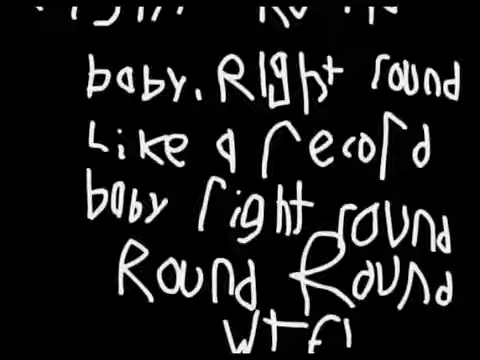 baby. Right round
Like a record
baby right round
Round Round
wtf